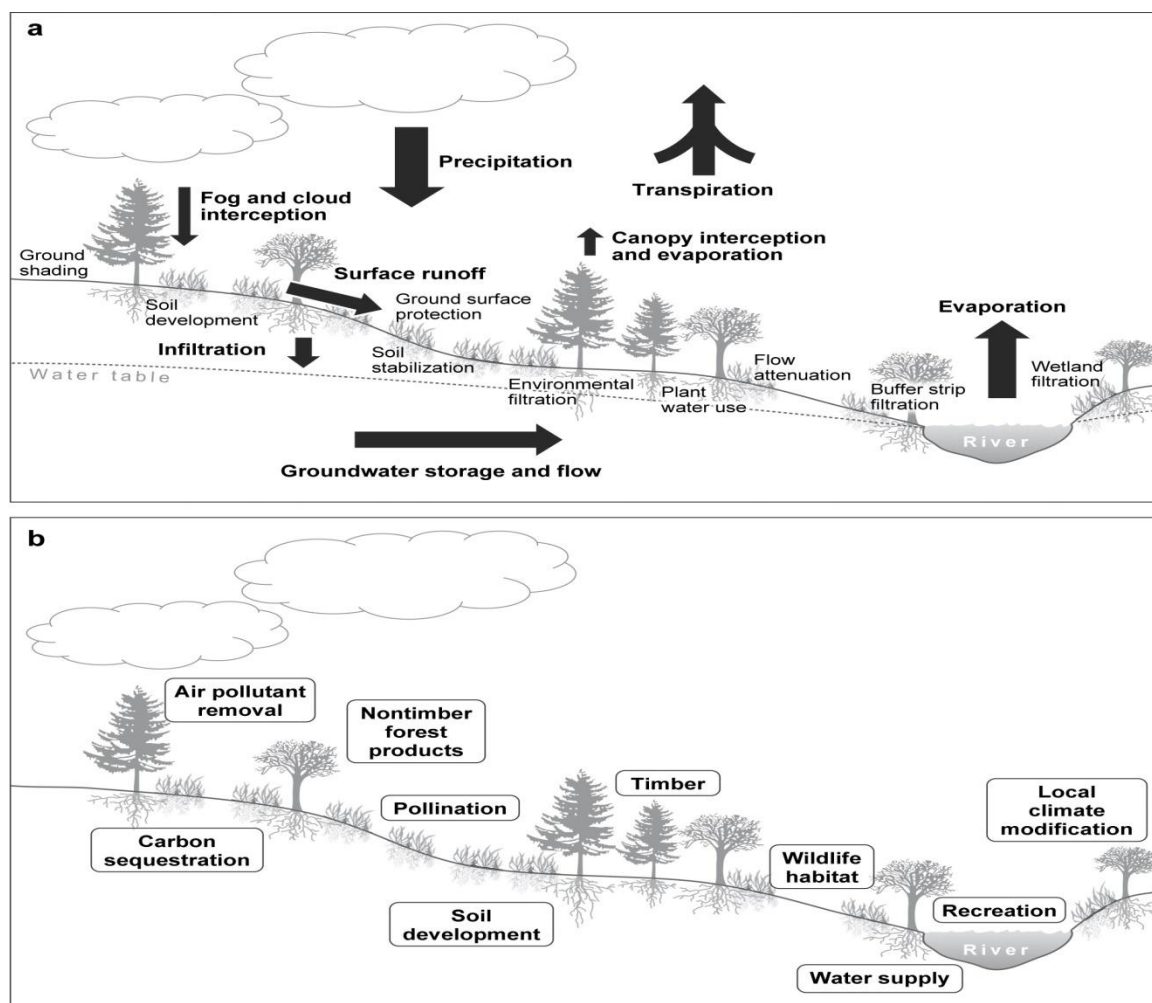 a
Precipitation
Transpiration
Fog and cloud
interception
Canopy interception
and evaporation
Ground
shading
Surface runoff
Ground surface
protection
Soil
development
Evaporation
Infiltration
Soil
stabilization
Flow
attenuation
Wetland
filtration
Water table
Environmental
filtration
Plant
water use
Buffer strip
filtration
River
Groundwater storage and flow
b
Air pollutant
removal
Nontimber
forest
products
Timber
Local
climate
modification
Pollination
Carbon
sequestration
Wildlife
habitat
Soil
development
Recreation
River
Water supply